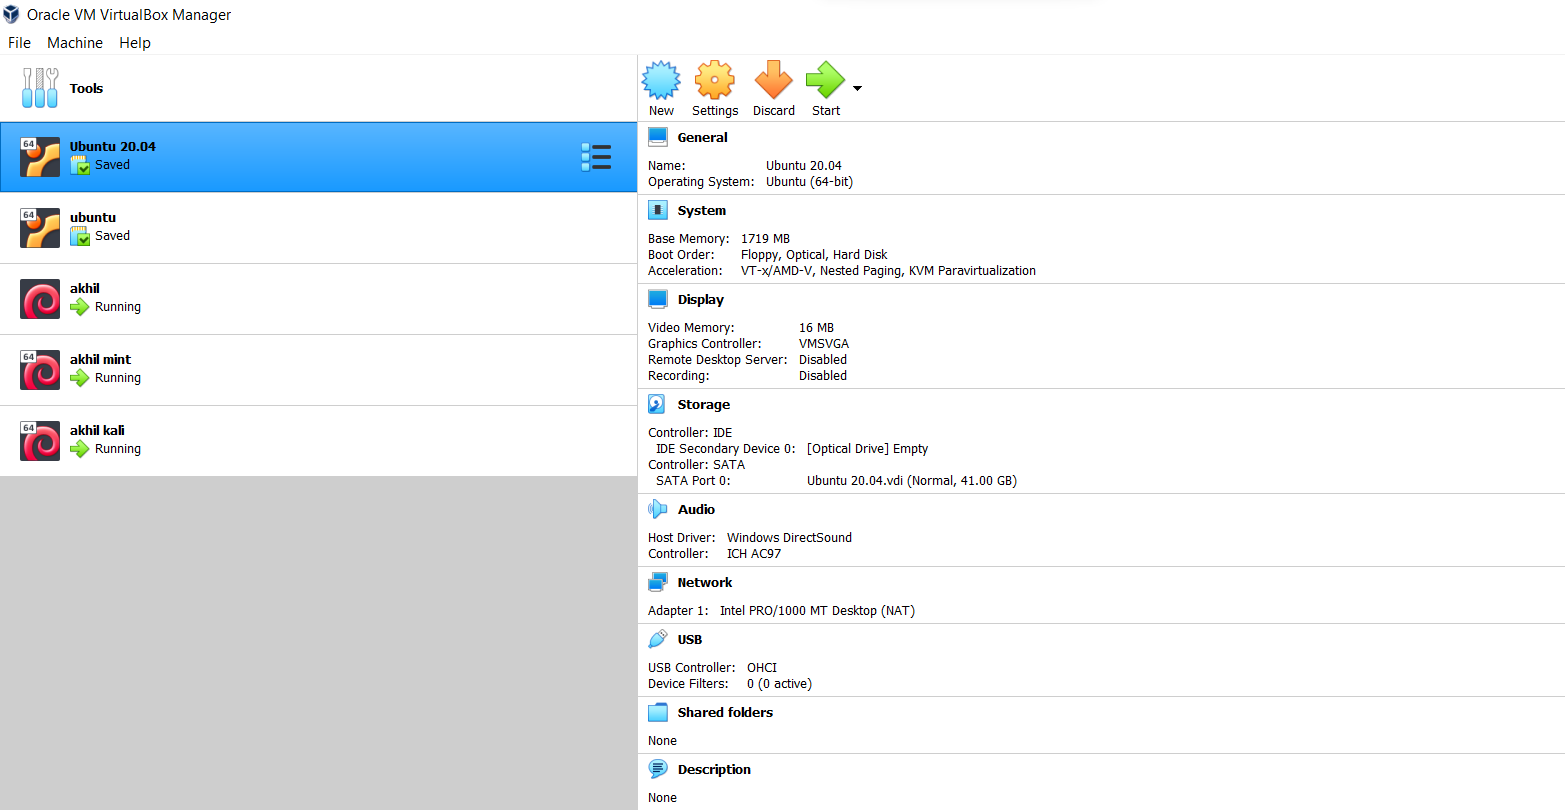 Oracle VM VirtualBox Manager
File Machine Help
Tools
64 Ubuntu 20.04
Saved
64 ubuntu
Saved
akhil
Running
64 akhil mint
Running
64 akhil kali
Running
New Settings Discard Start
General
Name: Ubuntu 20.04
Operating System: Ubuntu (64-bit)
System
Base Memory: 1719 MB
Boot Order: Floppy, Optical, Hard Disk
Acceleration: VT-x/AMD-V, Nested Paging, KVM Paravirtualization
Display
Video Memory: 16 MB
Graphics Controller: VMSVGA
Remote Desktop Server: Disabled
Recording: Disabled
Storage
Controller: IDE
IDE Secondary Device 0: [Optical Drive] Empty
Controller: SATA
SATA Port 0: Ubuntu 20.04.vdi (Normal, 41.00 GB)
Audio
Host Driver: Windows DirectSound
Controller: ICH AC97
Network
Adapter 1: Intel PRO/1000 MT Desktop (NAT)
USB
USB Controller: OHCI
Device Filters: 0 (0 active)
Shared folders
None
Description
None